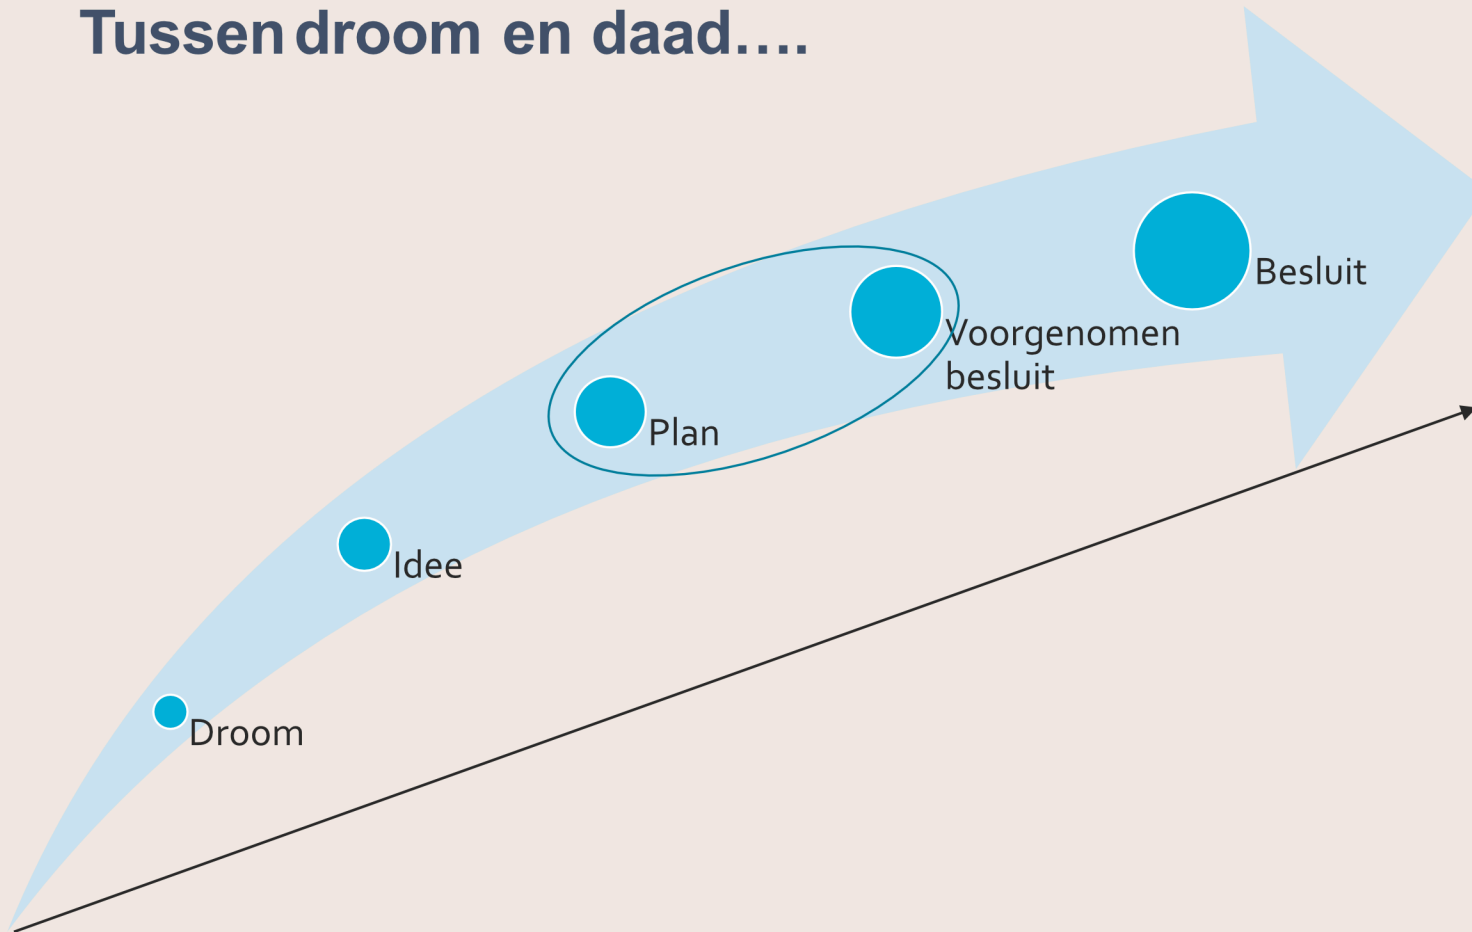 Tussen droom en daad....
Besluit
Voorgenomen
besluit
Plan
Idee
Droom